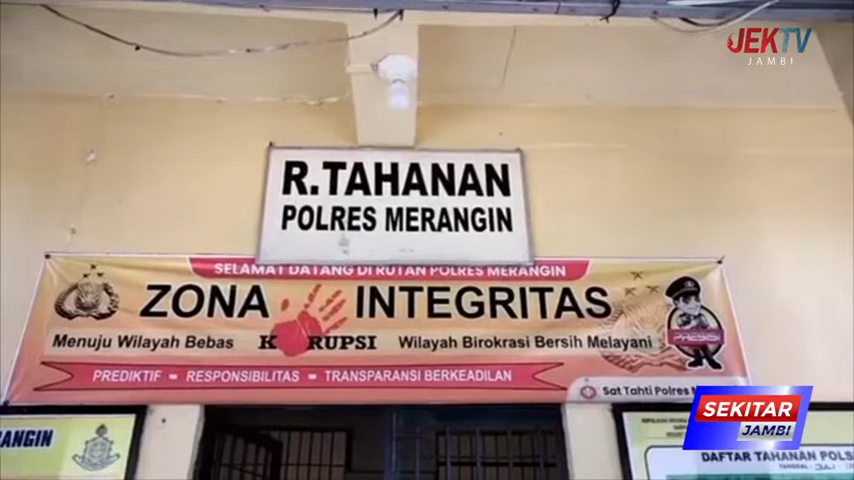 JEKTV
JAMBI
R.TAHANAN
POLRES MERANGIN
SELAMAT DATANG DI RUTAN POLRES MERANGIN
ZONA INTEGRITAS
Menuju Wilayah Bebas KORUPSI Wilayah Birokrasi Bersih Melayani
PREDIKTIF = RESPONSIBILITAS = TRANSPARANSI BERKEADILAN
Sat Tahti Polres
SEKITAR
JAMBI
RANGIN
DAFTAR TAHANAN POLS